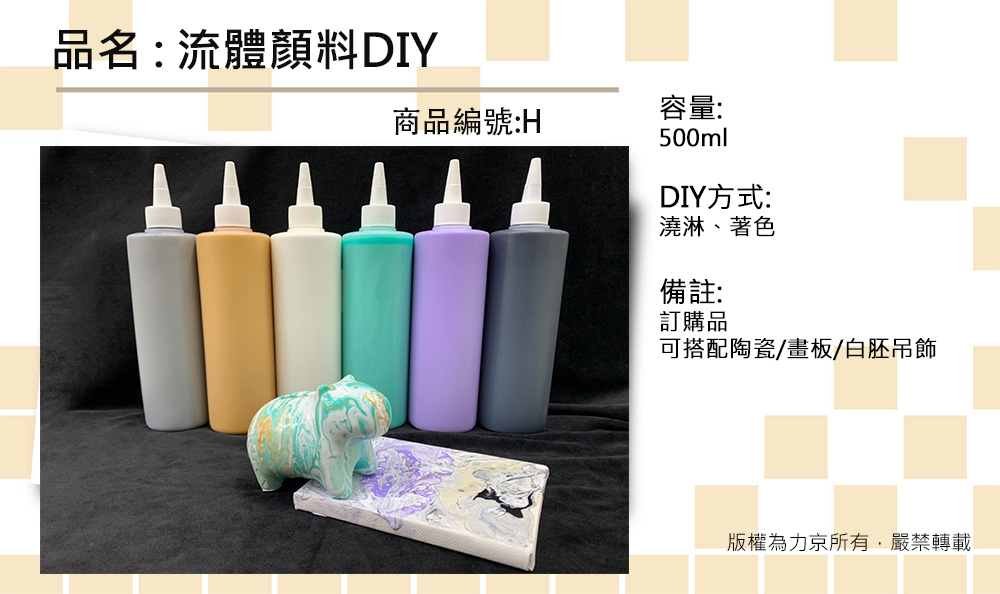 品名 : 流體顏料DIY
商品編號:H
容量:
500ml
DIY方式:
澆淋、著色
備註:
訂購品
可搭配陶瓷/畫板/白胚吊飾
版權為力京所有，嚴禁轉載